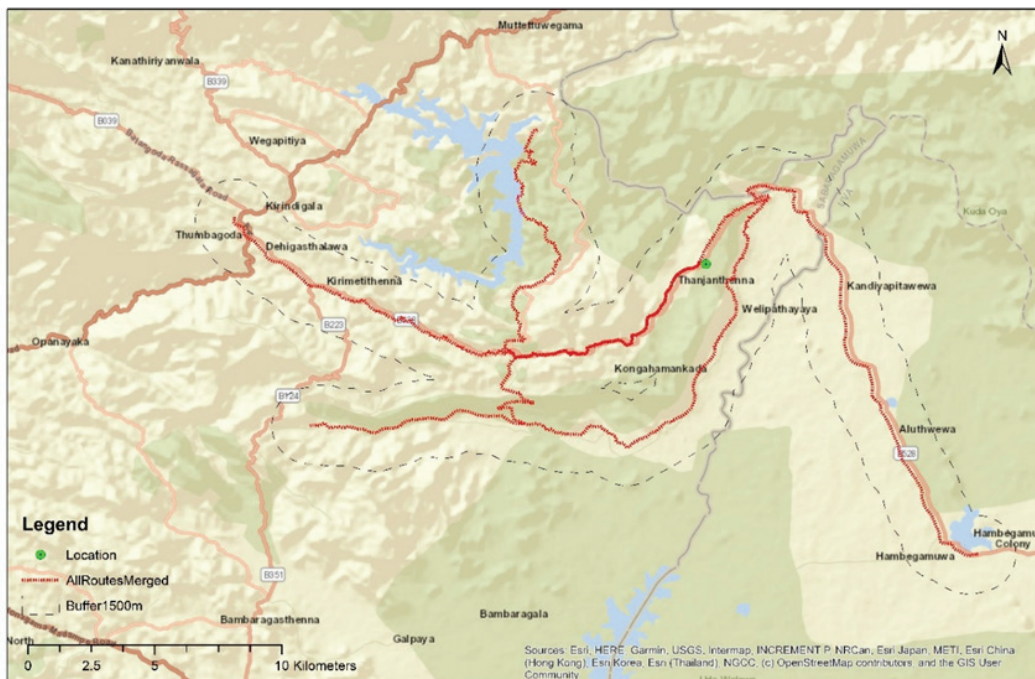 Muttettuwegama
N
Kanathiriyanwala
B339
B039
Wegapitiya
SABARAGAMUWA
UVA
Kirindigala
Kuda Oya
Thumbagoda
Dehigasthalawa
Kirimetithenna
Thanjanthenna
Kandiyapitawewa
Welipathayaya
B223
Opanayaka
Kongahamankada
B124
Aluthwewa
B528
Legend
Location
AllRoutesMerged
Buffer1500m
Hambegamuwa
Colony
Hambegamuwa
B351
Bambaragasthenna
Bambaragala
Galpaya
North
0 2.5 5 10 Kilometers
Sources: Esri, HERE, Garmin, USGS, Intermap, INCREMENT P, NRCan, Esri Japan, METI, Esri China
(Hong Kong), Esri Korea, Esri (Thailand), NGCC, (c) OpenStreetMap contributors, and the GIS User
Community